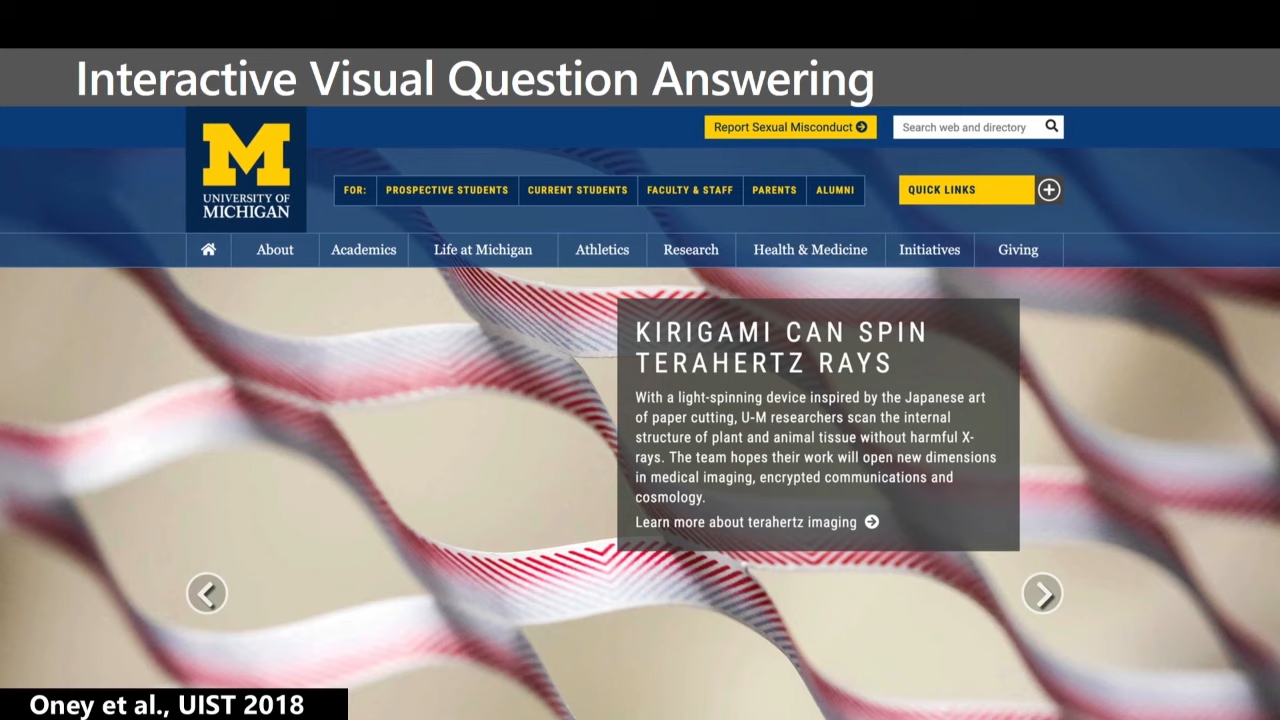 Interactive Visual Question Answering
Report Sexual Misconduct
Search web and directory
M
UNIVERSITY OF
MICHIGAN
FOR: PROSPECTIVE STUDENTS CURRENT STUDENTS FACULTY & STAFF PARENTS ALUMNI
QUICK LINKS
About Academics Life at Michigan Athletics Research Health & Medicine Initiatives Giving
KIRIGAMI CAN SPIN
TERAHERTZ RAYS
With a light-spinning device inspired by the Japanese art
of paper cutting, U-M researchers scan the internal
structure of plant and animal tissue without harmful X-
rays. The team hopes their work will open new dimensions
in medical imaging, encrypted communications and
cosmology.
Learn more about terahertz imaging
Oney et al., UIST 2018